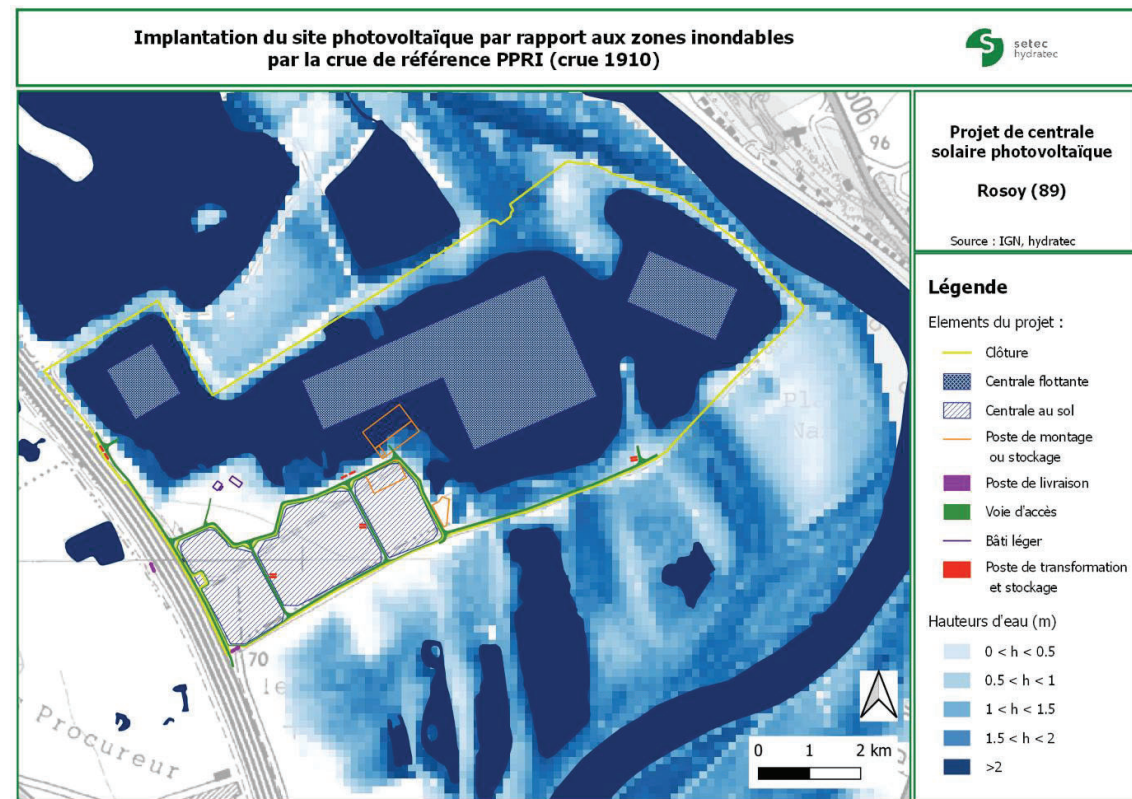 Implantation du site photovoltaïque par rapport aux zones inondables
par la crue de référence PPRI (crue 1910)
setec
hydratec
Projet de centrale
solaire photovoltaïque
Rosoy (89)
Source : IGN, hydratec
Légende
Elements du projet :
Clôture
Centrale flottante
Centrale au sol
Poste de montage
ou stockage
Poste de livraison
Voie d'accès
Bâti léger
Poste de transformation
et stockage
Hauteurs d'eau (m)
0 < h < 0.5
0.5 < h < 1
1 < h < 1.5
1.5 < h < 2
>2
606
96
Pl
Na
70
le
Procureur
0 1 2 km